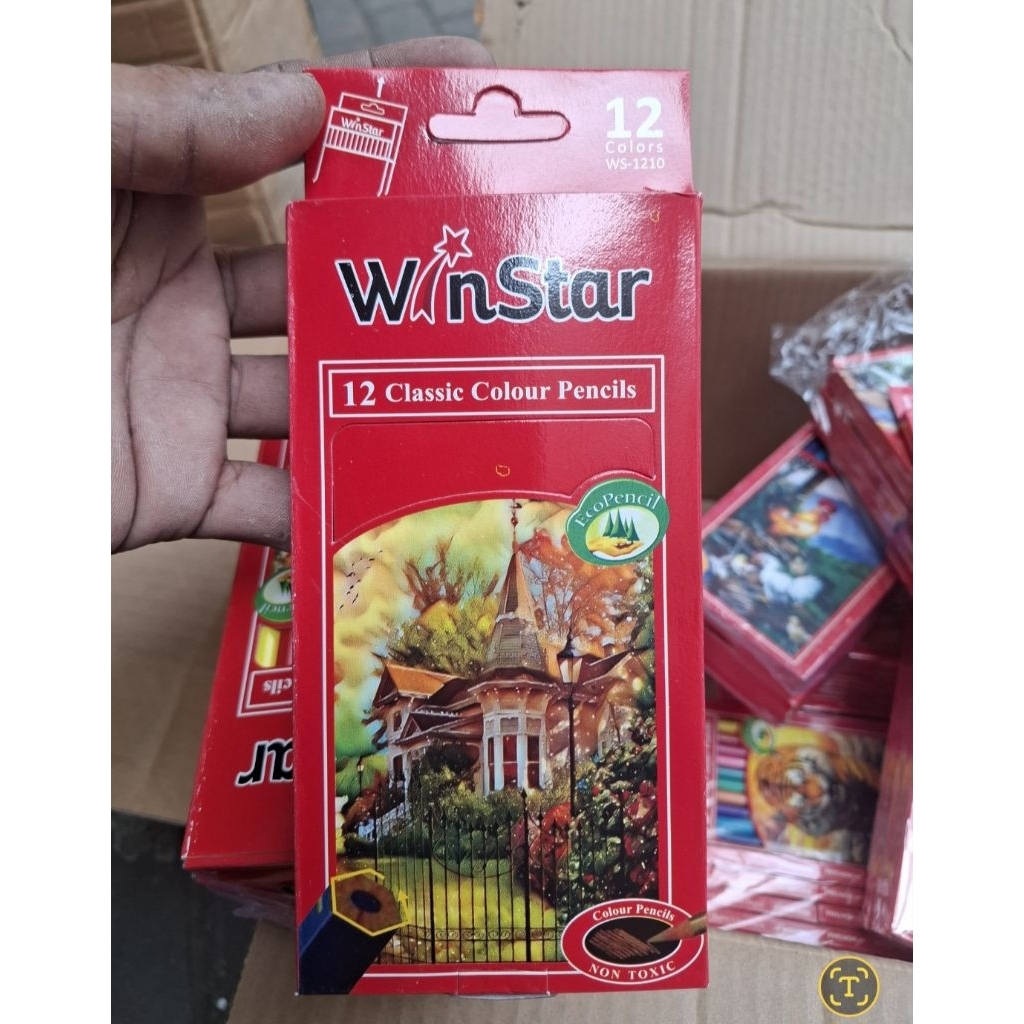 WinStar
12
Colors
WS-1210
WinStar
12 Classic Colour Pencils
EcoPencil
Colour Pencils
NON TOXIC
T